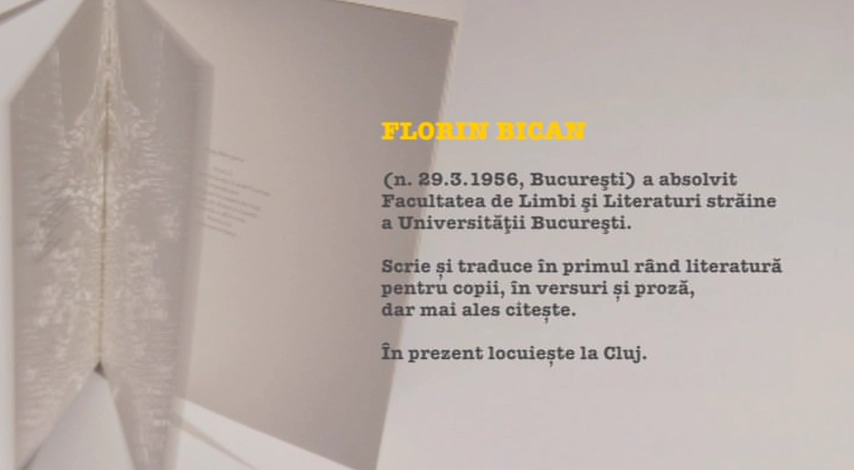 FLORIN BICAN
(n. 29.3.1956, Bucureşti) a absolvit
Facultatea de Limbi şi Literaturi străine
a Universităţii Bucureşti.
Scrie și traduce în primul rând literatură
pentru copii, în versuri și proză,
dar mai ales citește.
În prezent locuiește la Cluj.